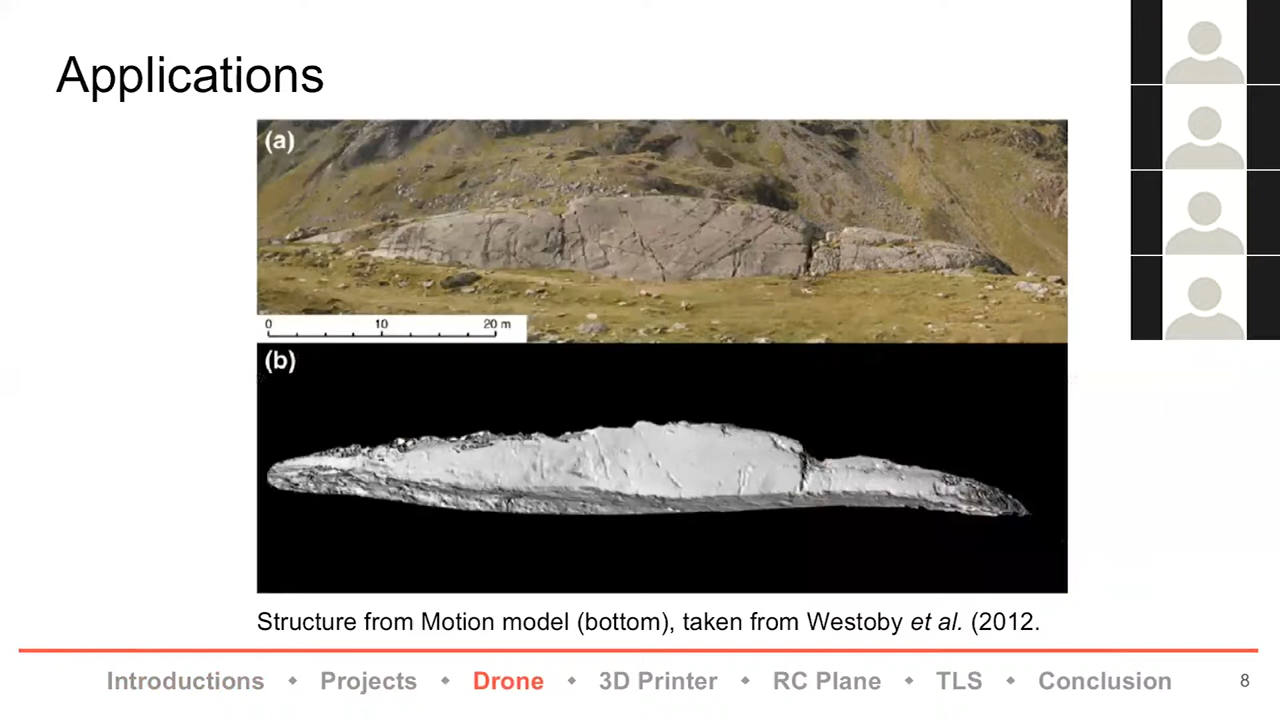 Applications
(a)
0 10 20 m
(b)
Structure from Motion model (bottom), taken from Westoby et al. (2012.
Introductions ◆ Projects ◆ Drone ◆ 3D Printer ◆ RC Plane ◆ TLS ◆ Conclusion 8